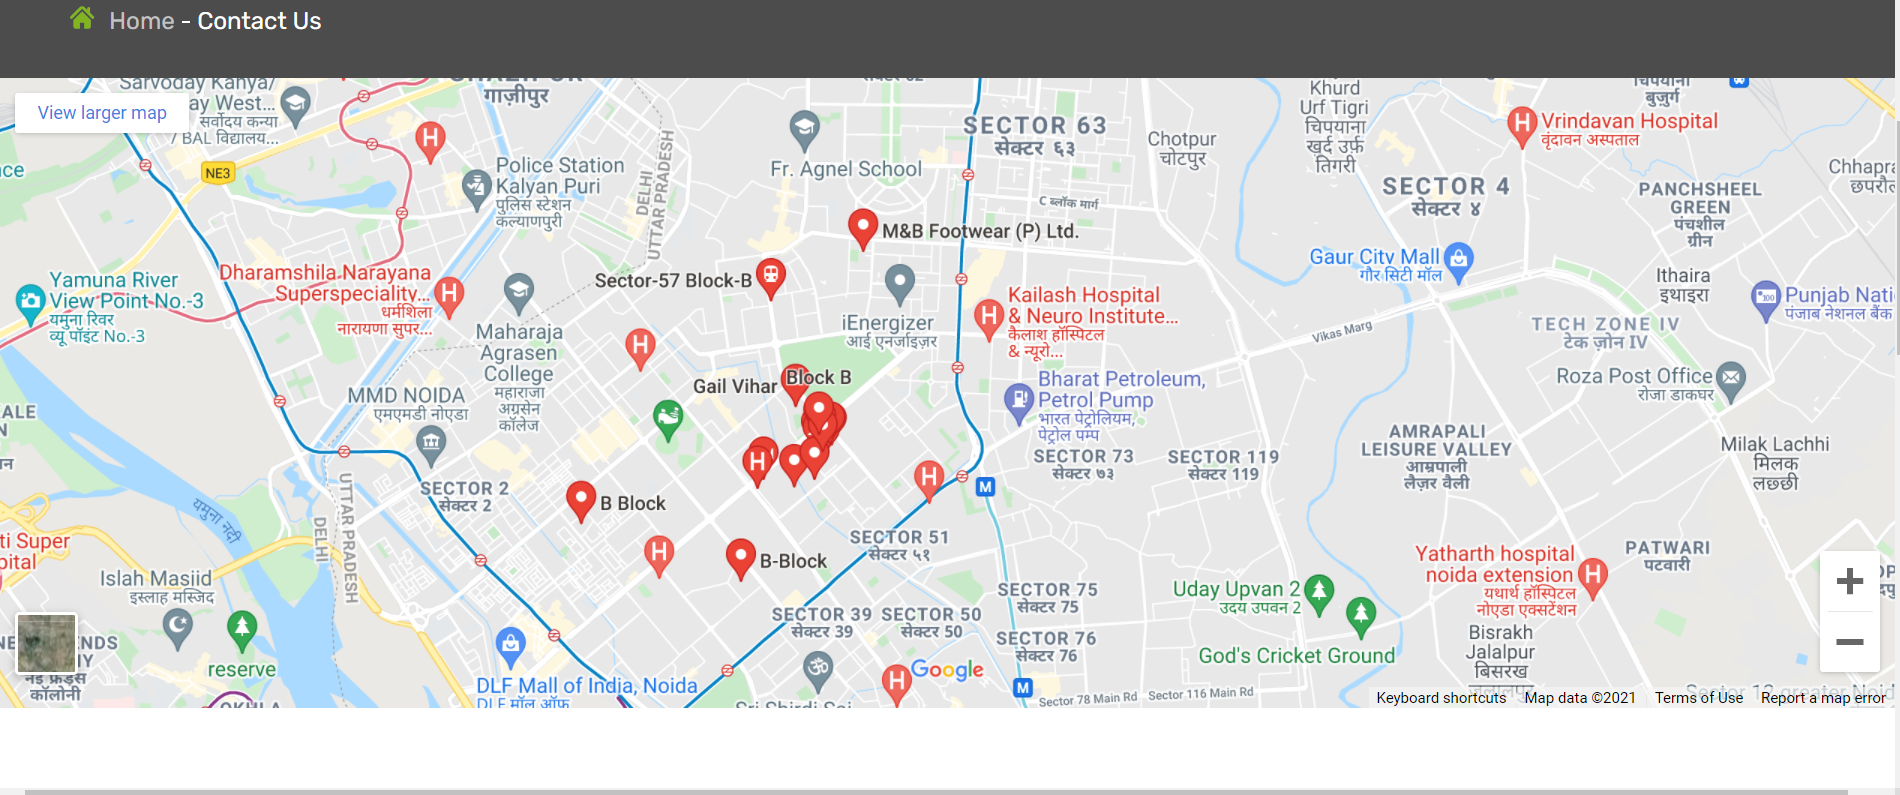 Home - Contact Us
View larger map
Sarvoday Kanya/
ay West...
सर्वोदय कन्या
/ BAL विद्यालय...
NE3
गाज़ीपुर
Police Station
Kalyan Puri
पुलिस स्टेशन
कल्याणपुरी
DELHI
UTTAR PRADESH
Fr. Agnel School
SECTOR 63
सेक्टर ६३
Chotpur
चोटपुर
C ब्लॉक मार्ग
Khurd
Urf Tigri
चिपयाना
खुर्द उर्फ़
तिगरी
SECTOR 4
सेक्टर ४
Vrindavan Hospital
वृंदावन अस्पताल
चिपयाना
बुज़ुर्ग
PANCHSHEEL
GREEN
पंचशील
ग्रीन
Chhapra
M&B Footwear (P) Ltd.
Sector-57 Block-B
Yamuna River
View Point No.-3
यमुना रिवर
व्यू पॉइंट No.-3
Dharamshila Narayana
Superspeciality...
धर्मशिला
नारायणा सुपर...
Maharaja
Agrasen
College
महाराजा
अग्रसेन
कॉलेज
iEnergizer
आई एनर्जाइज़र
Kailash Hospital
& Neuro Institute...
कैलाश हॉस्पिटल
& न्यूरो...
Gaur City Mall
गौर सिटी मॉल
Ithaira
इथाइरा
Punjab Nati
पंजाब नेशनल बैंक
Vikas Marg
TECH ZONE IV
टेक ज़ोन IV
Gail Vihar
Block B
Bharat Petroleum,
Petrol Pump
भारत पेट्रोलियम,
पेट्रोल पम्प
Roza Post Office
रोजा डाकघर
MMD NOIDA
एमएमडी नोएडा
SECTOR 73
सेक्टर ७३
SECTOR 119
सेक्टर 119
AMRAPALI
LEISURE VALLEY
आम्रपाली
लैज़र वैली
Milak Lachhi
मिलक
लछ्छी
SECTOR 2
सेक्टर 2
यमुना नदी
UTTAR PRADESH
DELHI
B Block
B-Block
SECTOR 51
सेक्टर ५१
ti Super
pital
Islah Masjid
इस्लाह मस्जिद
reserve
कॉलोनी
SECTOR 39
सेक्टर 39
SECTOR 50
सेक्टर 50
SECTOR 75
सेक्टर 75
SECTOR 76
सेक्टर 76
Uday Upvan 2
उदय उपवन 2
God's Cricket Ground
Yatharth hospital
noida extension
यथार्थ हॉस्पिटल
नोएडा एक्सटेंशन
PATWARI
पटवारी
Bisrakh
Jalalpur
बिसरख
जलालपुर
DLF Mall of India, Noida
DLF मॉल ऑफ़
OKHLA
Sri Shirdi Sai
Google
Sector 78 Main Rd
Sector 116 Main Rd
Keyboard shortcuts
Map data ©2021
Terms of Use
Report a map error